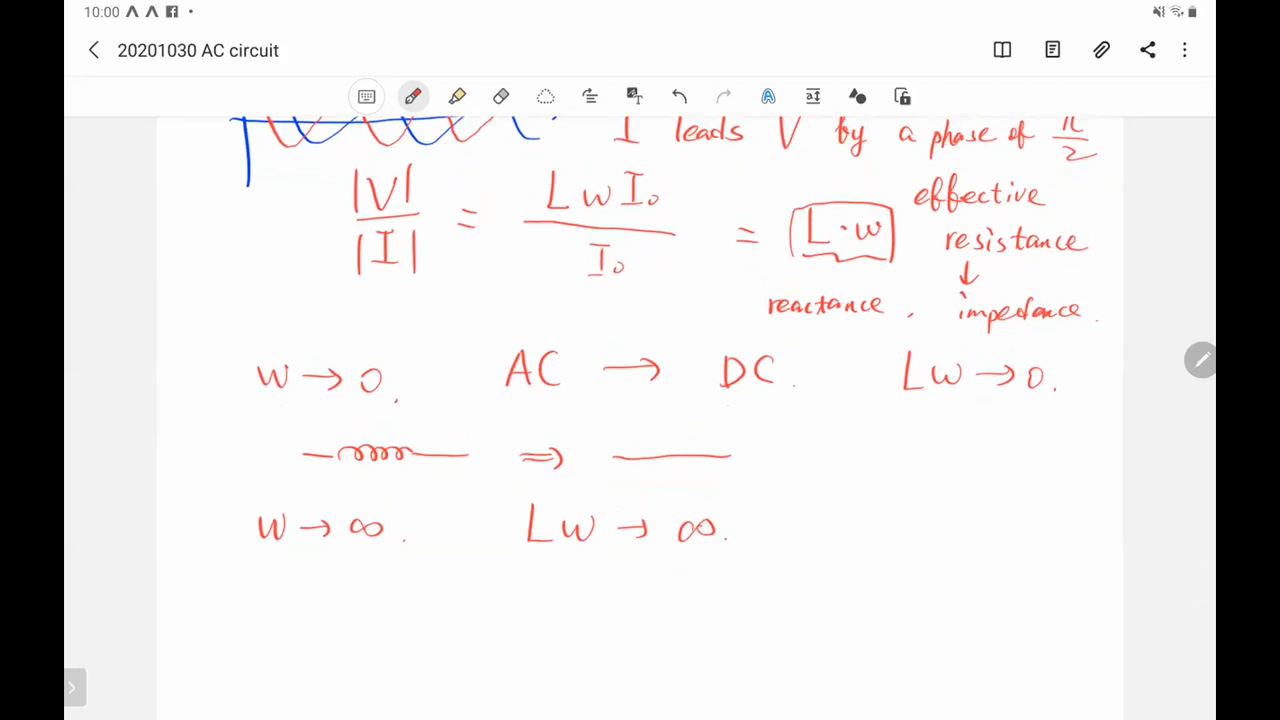 10:00
20201030 AC circuit
I leads V by a phase of π/2
|V| / |I| = LwI₀ / I₀ = L·w
effective
resistance
↓
reactance, impedance.
w → 0, AC → DC. Lw → 0.
⇒
w → ∞. Lw → ∞.